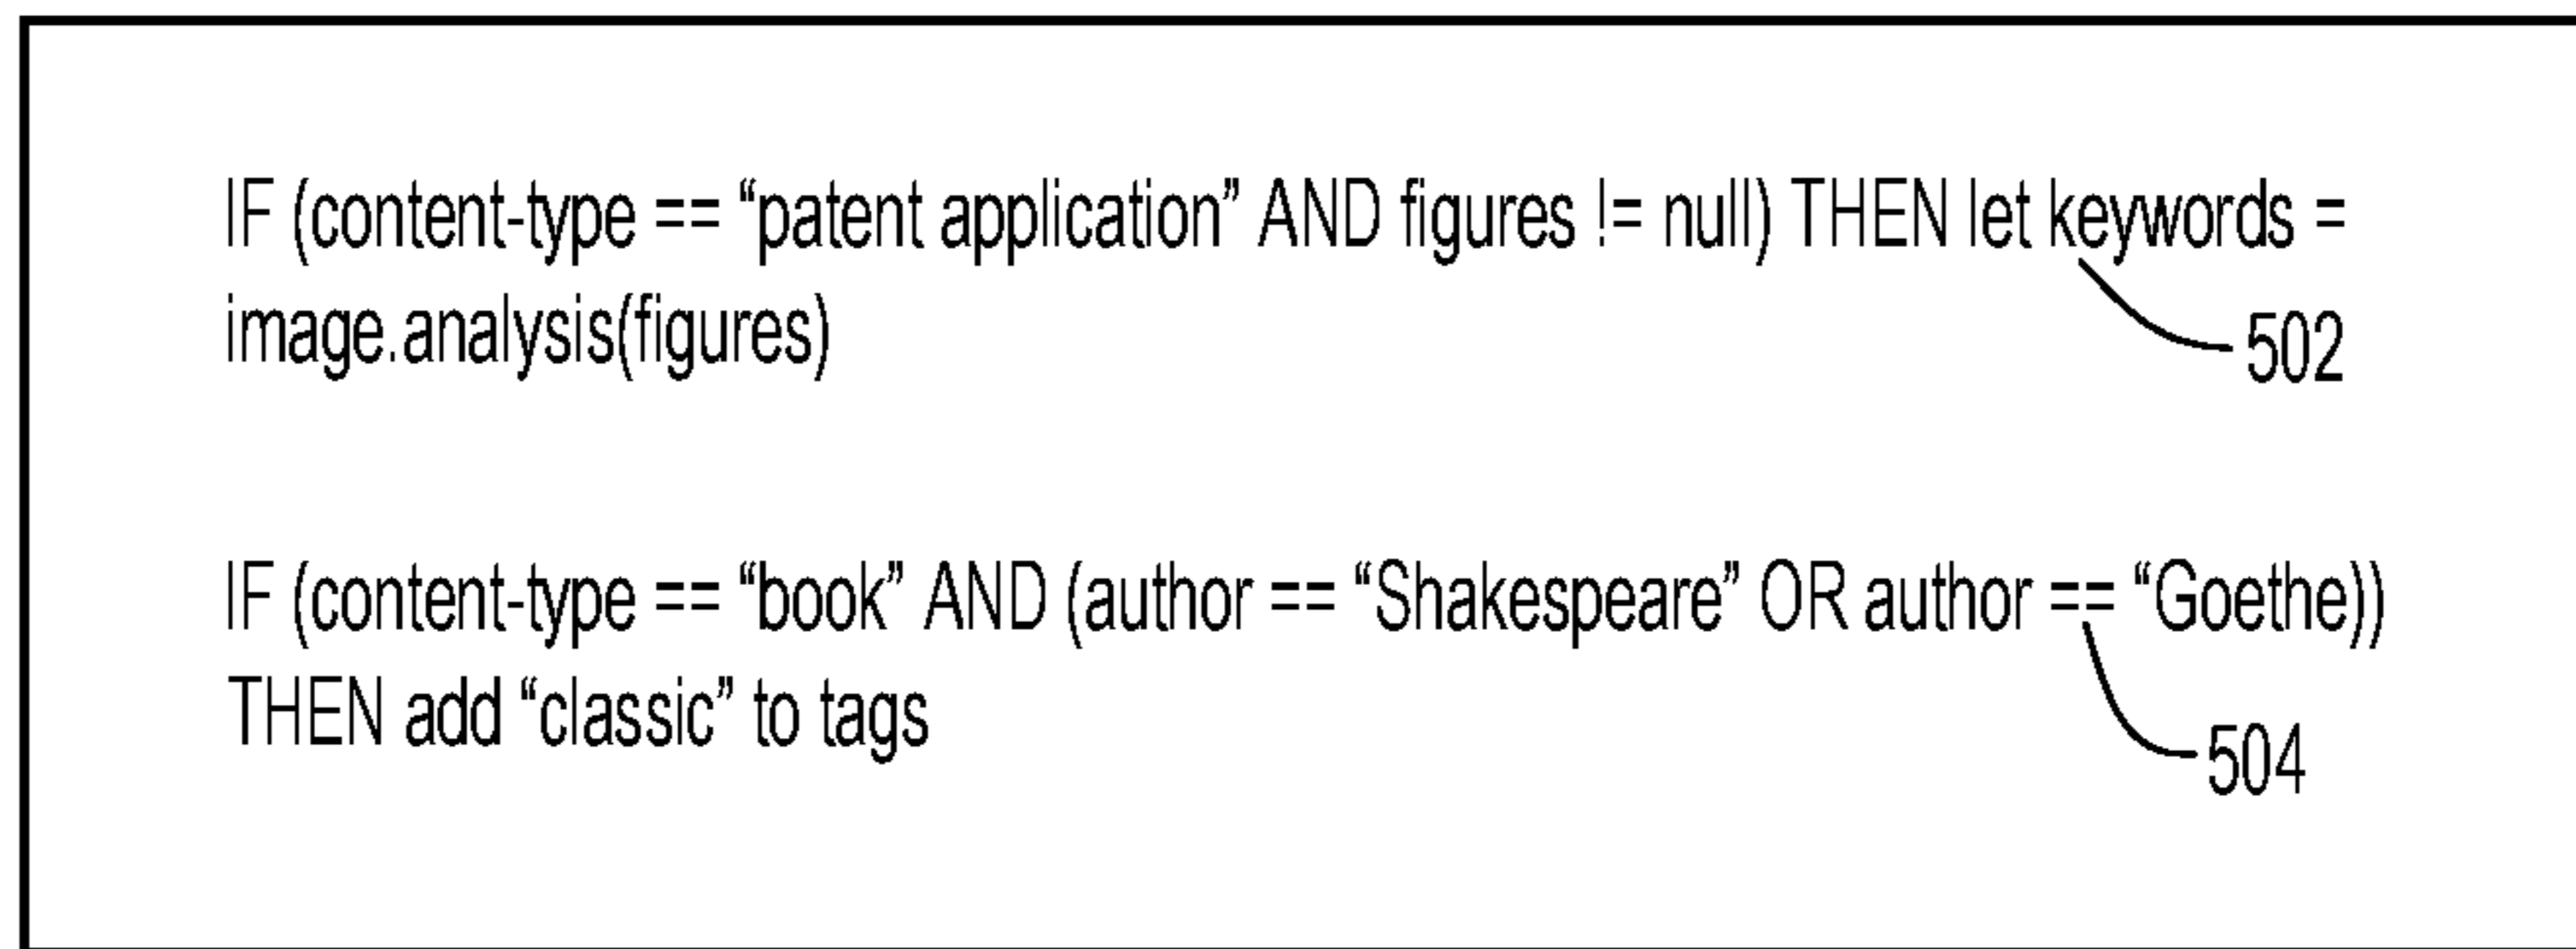 IF (content-type == “patent application” AND figures != null) THEN let keywords =
image.analysis(figures)
502
IF (content-type == “book” AND (author == “Shakespeare” OR author == “Goethe))
THEN add “classic” to tags
504